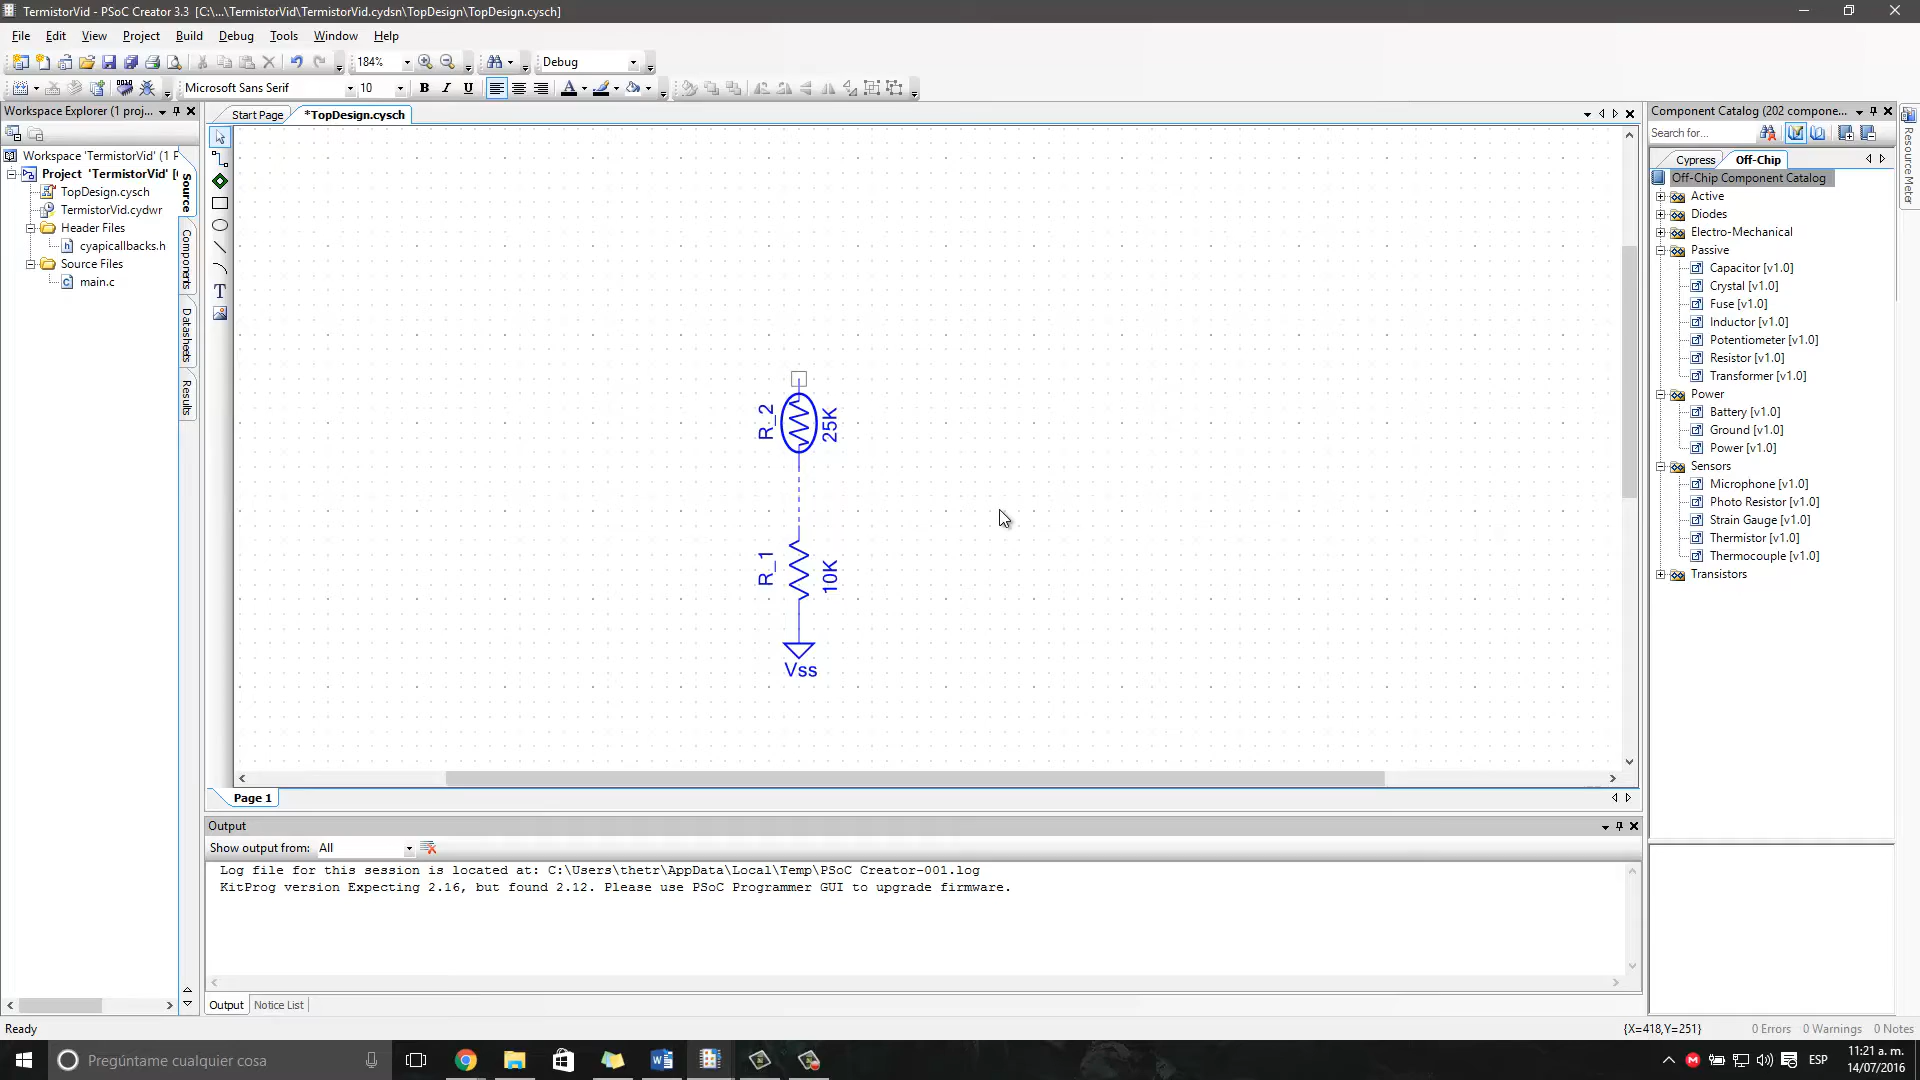 TermistorVid - PSoC Creator 3.3 [C:\...\TermistorVid\TermistorVid.cydsn\TopDesign\TopDesign.cysch]
File Edit View Project Build Debug Tools Window Help
184% Debug
Microsoft Sans Serif 10 B I U A
Workspace Explorer (1 proj...
Start Page *TopDesign.cysch
Component Catalog (202 compone...
Search for...
Workspace 'TermistorVid' (1 P
Project 'TermistorVid' [
TopDesign.cysch
TermistorVid.cydwr
Header Files
cyapicallbacks.h
Source Files
main.c
Source
Components
Datasheets
Results
T
R_2
25K
R_1
10K
Vss
Cypress Off-Chip
Off-Chip Component Catalog
Active
Diodes
Electro-Mechanical
Passive
Capacitor [v1.0]
Crystal [v1.0]
Fuse [v1.0]
Inductor [v1.0]
Potentiometer [v1.0]
Resistor [v1.0]
Transformer [v1.0]
Power
Battery [v1.0]
Ground [v1.0]
Power [v1.0]
Sensors
Microphone [v1.0]
Photo Resistor [v1.0]
Strain Gauge [v1.0]
Thermistor [v1.0]
Thermocouple [v1.0]
Transistors
Resource Meter
Page 1
Output
Show output from: All
Log file for this session is located at: C:\Users\thetr\AppData\Local\Temp\PSoC Creator-001.log
KitProg version Expecting 2.16, but found 2.12. Please use PSoC Programmer GUI to upgrade firmware.
Output Notice List
Ready
{X=418,Y=251} 0 Errors 0 Warnings 0 Notes
Pregúntame cualquier cosa
ESP
11:21 a. m.
14/07/2016